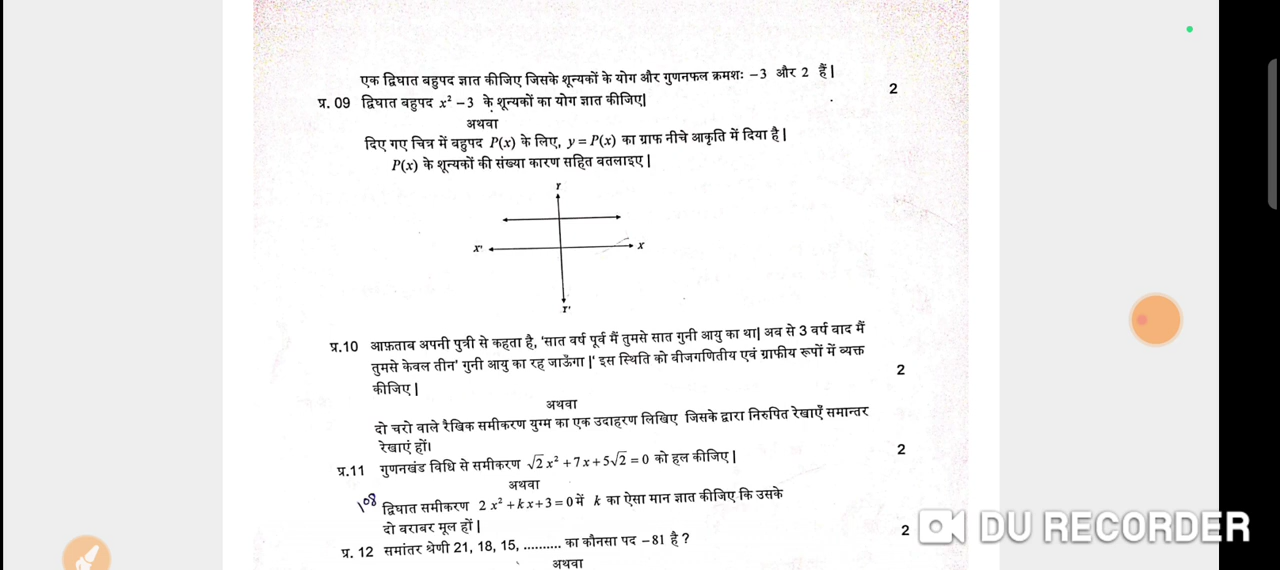 एक द्विघात बहुपद ज्ञात कीजिए जिसके शून्यकों के योग और गुणनफल क्रमशः −3 और 2 हैं|
प्र. 09 द्विघात बहुपद x² −3 के शून्यकों का योग ज्ञात कीजिए| 2
अथवा
दिए गए चित्र में बहुपद P(x) के लिए, y = P(x) का ग्राफ नीचे आकृति में दिया है|
P(x) के शून्यकों की संख्या कारण सहित बतलाइए|
Y
X' X
Y'
प्र.10 आफ़ताब अपनी पुत्री से कहता है, 'सात वर्ष पूर्व मैं तुमसे सात गुनी आयु का था| अब से 3 वर्ष बाद मैं
तुमसे केवल तीन' गुनी आयु का रह जाऊँगा|' इस स्थिति को बीजगणितीय एवं ग्राफीय रूपों में व्यक्त
कीजिए| 2
अथवा
दो चरो वाले रैखिक समीकरण युग्म का एक उदाहरण लिखिए जिसके द्वारा निरुपित रेखाएँ समान्तर
रेखाएं हों।
प्र.11 गुणनखंड विधि से समीकरण √2x² +7x+5√2 =0 को हल कीजिए| 2
अथवा
108 द्विघात समीकरण 2x² +kx+3=0 में k का ऐसा मान ज्ञात कीजिए कि उसके
दो बराबर मूल हों|
प्र. 12 समांतर श्रेणी 21, 18, 15, .......... का कौनसा पद −81 है? 2
अथवा
DU RECORDER